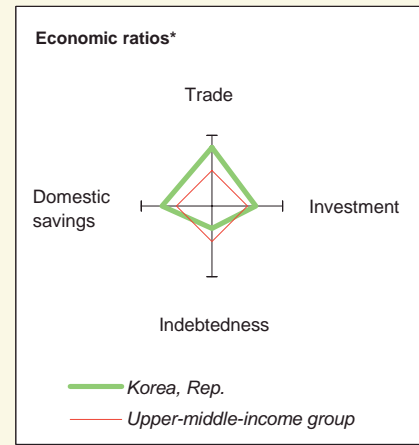 Economic ratios*
Trade
Domestic
savings
Investment
Indebtedness
Korea, Rep.
Upper-middle-income group